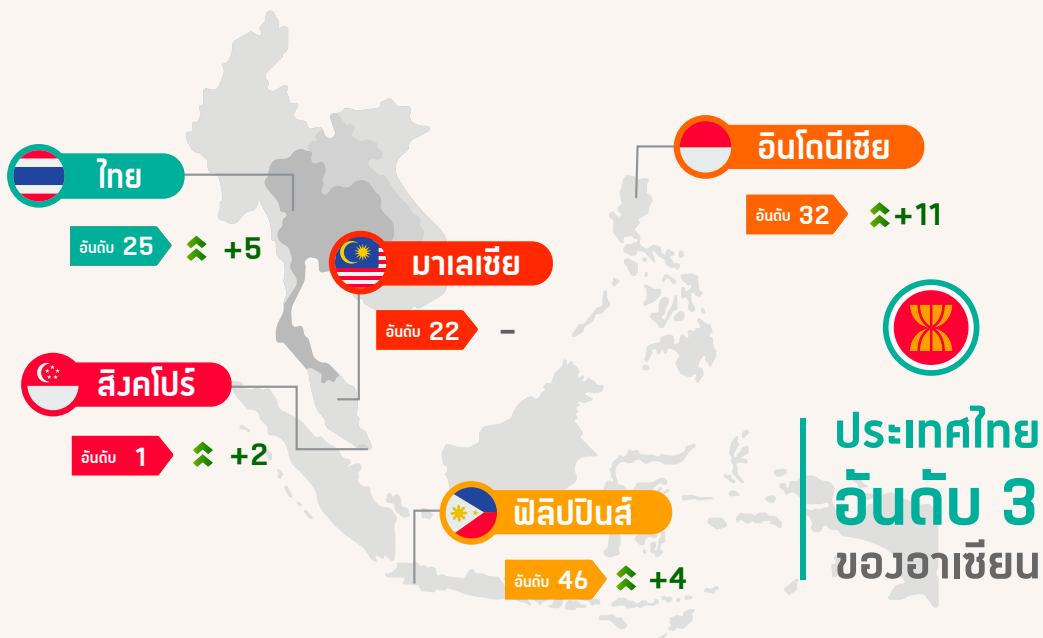 ไทย
อันดับ 25 +5
มาเลเซีย
อันดับ 22 -
สิงคโปร์
อันดับ 1 +2
อินโดนีเซีย
อันดับ 32 +11
ฟิลิปปินส์
อันดับ 46 +4
ประเทศไทย
อันดับ 3
ของอาเซียน